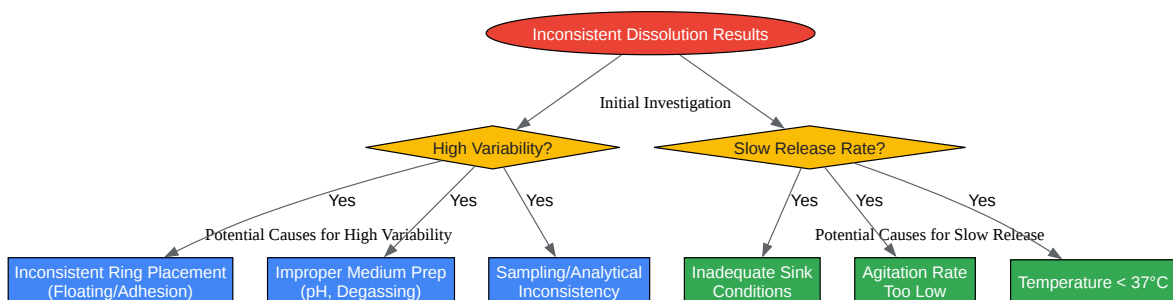 Inconsistent Dissolution Results
Initial Investigation
High Variability?
Slow Release Rate?
Yes
Yes
Yes
Yes
Yes
Yes
Potential Causes for High Variability
Potential Causes for Slow Release
Inconsistent Ring Placement
(Floating/Adhesion)
Improper Medium Prep
(pH, Degassing)
Sampling/Analytical
Inconsistency
Inadequate Sink
Conditions
Agitation Rate
Too Low
Temperature < 37°C